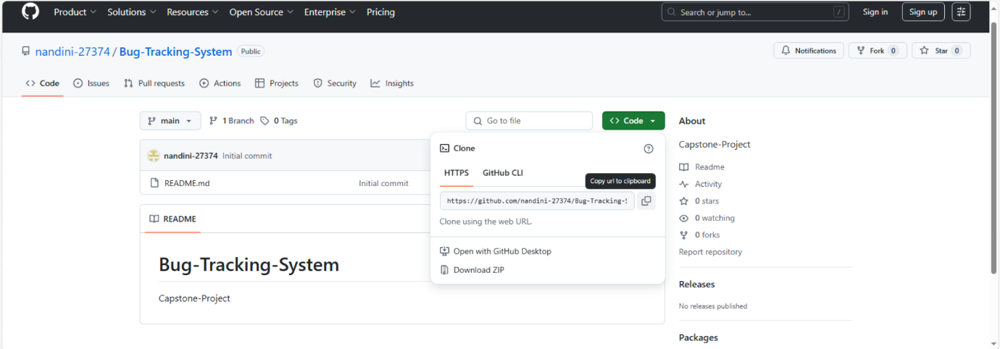 Product Solutions Resources Open Source Enterprise Pricing Search or jump to... / Sign in Sign up
nandini-27374 / Bug-Tracking-System Public Notifications Fork 0 Star 0
Code Issues Pull requests Actions Projects Security Insights
main 1 Branch 0 Tags Go to file Code
nandini-27374 Initial commit
README.md Initial commit
README
Bug-Tracking-System
Capstone-Project
Clone
HTTPS GitHub CLI
Copy url to clipboard
https://github.com/nandini-27374/Bug-Tracking-S
Clone using the web URL.
Open with GitHub Desktop
Download ZIP
About
Capstone-Project
Readme
Activity
0 stars
0 watching
0 forks
Report repository
Releases
No releases published
Packages